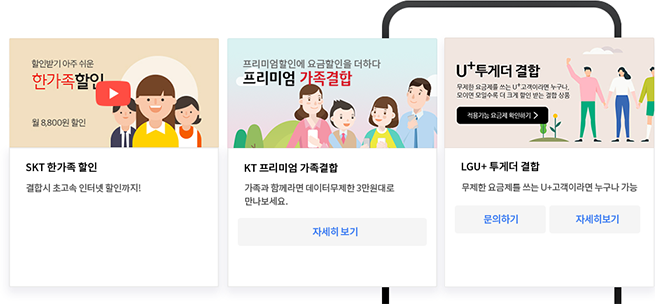 할인받기 아주 쉬운
한가족할인
월 8,800원 할인
SKT 한가족 할인
결합시 초고속 인터넷 할인까지!
프리미엄할인에 요금할인을 더하다
프리미엄 가족결합
KT 프리미엄 가족결합
가족과 함께라면 데이터무제한 3만원대로
만나보세요.
자세히 보기
U+투게더 결합
무제한 요금제를 쓰는 U+고객이라면 누구나,
모이면 모일수록 더 크게 할인 받는 결합 상품
적용가능 요금제 확인하기 >
LGU+ 투게더 결합
무제한 요금제를 쓰는 U+고객이라면 누구나 가능
문의하기
자세히보기